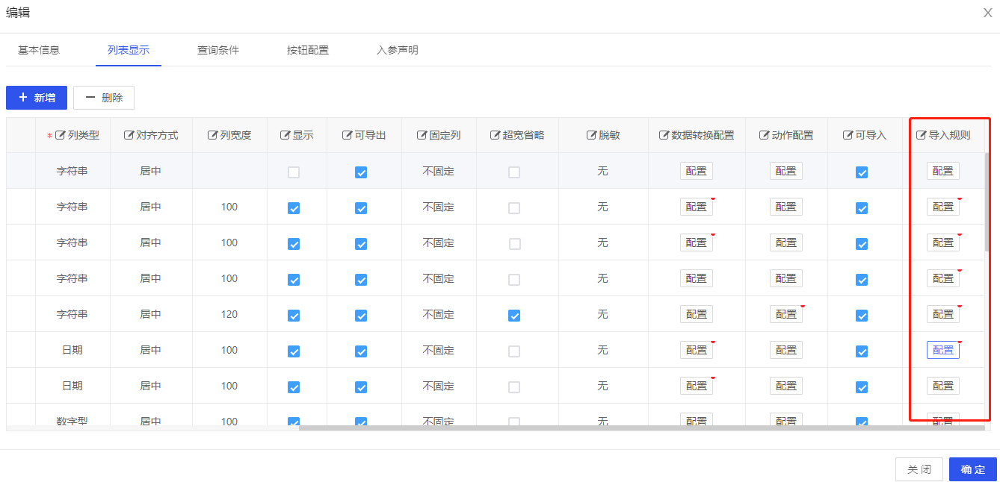 编辑
基本信息 列表显示 查询条件 按钮配置 入参声明
新增 删除
*列类型 对齐方式 列宽度 显示 可导出 固定列 超宽省略 脱敏 数据转换配置 动作配置 可导入 导入规则
字符串 居中 不固定 无 配置 配置 配置
字符串 居中 100 不固定 无 配置 配置 配置
字符串 居中 100 不固定 无 配置 配置 配置
字符串 居中 100 不固定 无 配置 配置 配置
字符串 居中 120 不固定 无 配置 配置 配置
日期 居中 100 不固定 无 配置 配置 配置
日期 居中 100 不固定 无 配置 配置 配置
数字型 居中 100 不固定 无 配置 配置 配置
关闭 确定